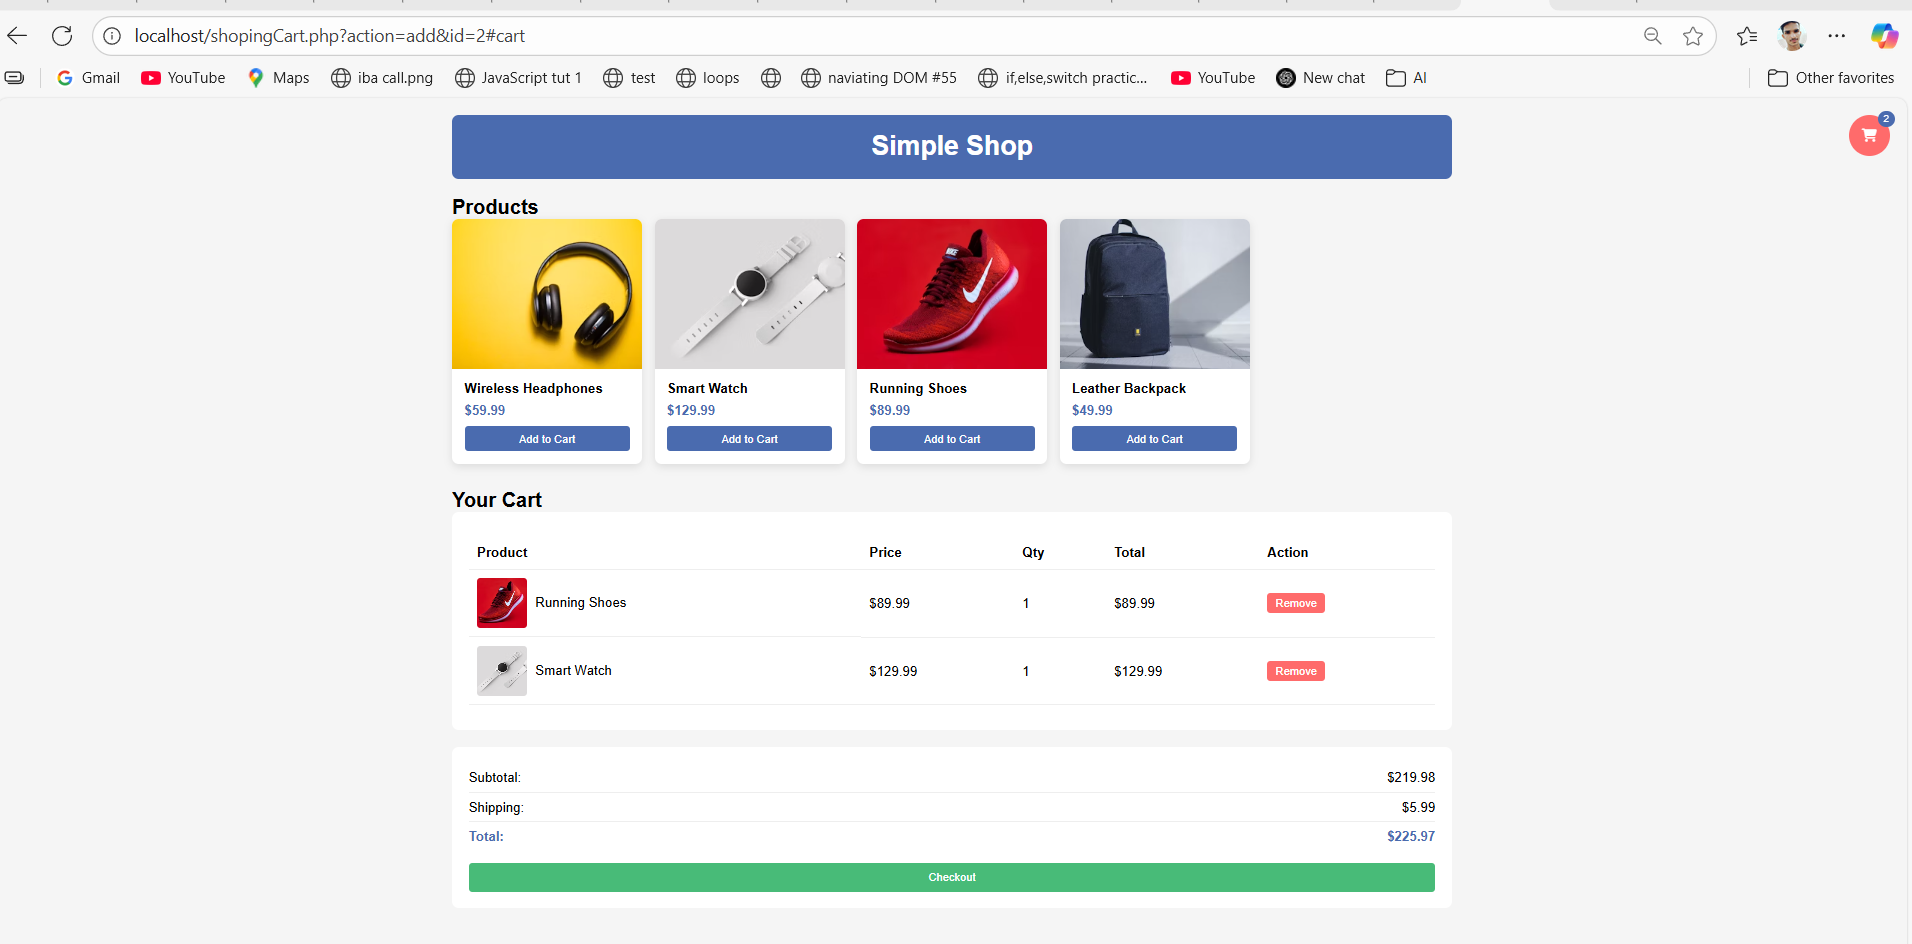 localhost/shopingCart.php?action=add&id=2#cart
Gmail YouTube Maps iba call.png JavaScript tut 1 test loops naviating DOM #55 if,else,switch practic... YouTube New chat AI Other favorites
2
Simple Shop
Products
NIKE
Wireless Headphones Smart Watch Running Shoes Leather Backpack
$59.99 $129.99 $89.99 $49.99
Add to Cart Add to Cart Add to Cart Add to Cart
Your Cart
Product Price Qty Total Action
Running Shoes $89.99 1 $89.99 Remove
Smart Watch $129.99 1 $129.99 Remove
Subtotal: $219.98
Shipping: $5.99
Total: $225.97
Checkout